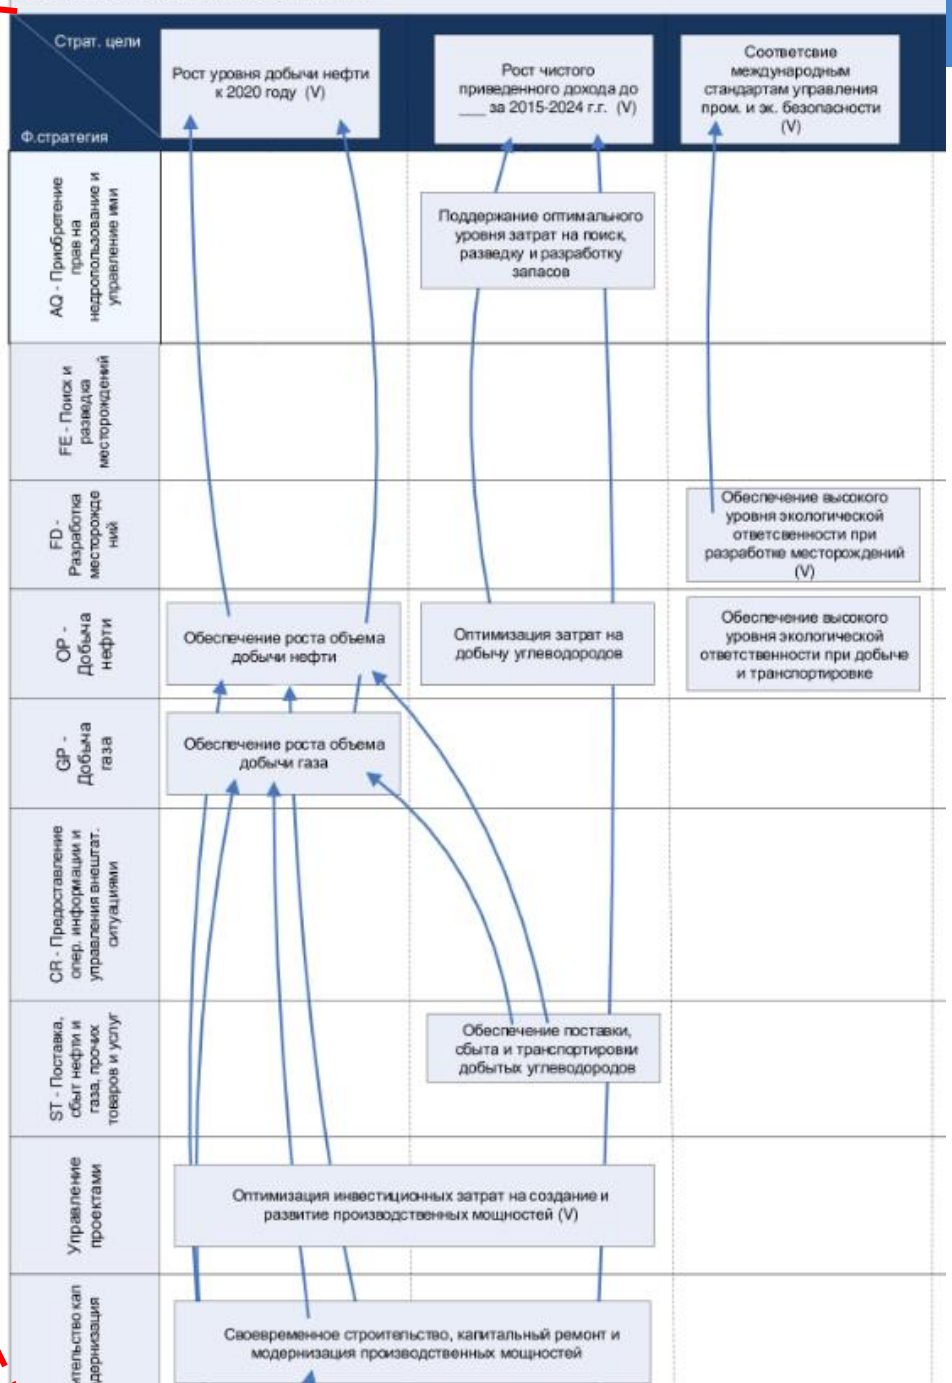 Страт. цели
Ф.стратегия
Рост уровня добычи нефти
к 2020 году (V)
Рост чистого
приведенного дохода до
___ за 2015-2024 г.г. (V)
Соответсвие
международным
стандартам управления
пром. и эк. безопасности
(V)
AQ - Приобретение
прав на
недропользование и
управление ими
Поддержание оптимального
уровня затрат на поиск,
разведку и разработку
запасов
FE - Поиск и
разведка
месторождений
FD -
Разработка
месторожде
ний
Обеспечение высокого
уровня экологической
ответсвенности при
разработке месторождений
(V)
OP -
Добыча
нефти
Обеспечение роста объема
добычи нефти
Оптимизация затрат на
добычу углеводородов
Обеспечение высокого
уровня экологической
ответственности при добыче
и транспортировке
GP -
Добыча
газа
Обеспечение роста объема
добычи газа
CR - Предоставление
опер. информации и
управления внештат.
ситуациями
ST - Поставка,
сбыт нефти и
газа, прочих
товаров и услуг
Обеспечение поставки,
сбыта и транспортировки
добытых углеводородов
Управление
проектами
Оптимизация инвестиционных затрат на создание и
развитие производственных мощностей (V)
ительство кап
дернизация
Своевременное строительство, капитальный ремонт и
модернизация производственных мощностей